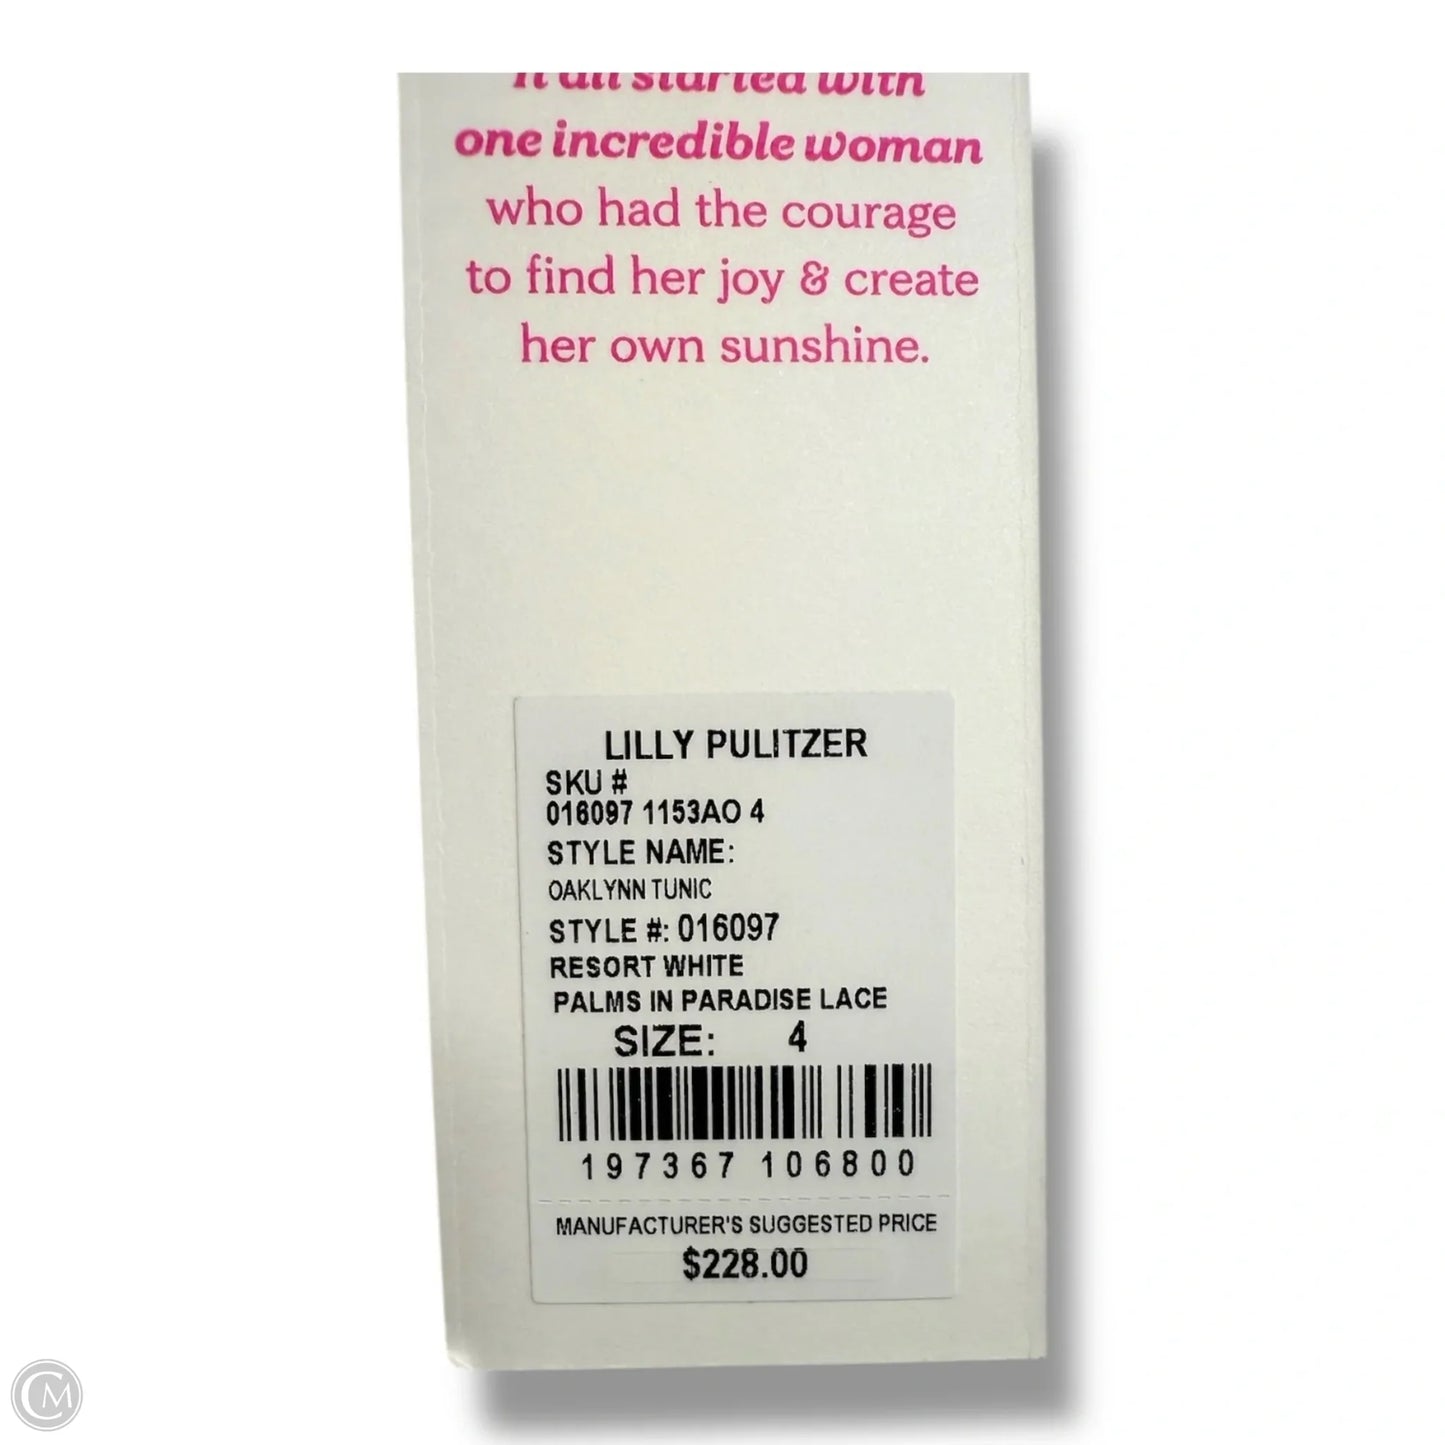 It all started with
one incredible woman
who had the courage
to find her joy & create
her own sunshine.
LILLY PULITZER
SKU #
016097 1153AO 4
STYLE NAME:
OAKLYNN TUNIC
STYLE #: 016097
RESORT WHITE
PALMS IN PARADISE LACE
SIZE: 4
197367 106800
MANUFACTURER'S SUGGESTED PRICE
$228.00
CM